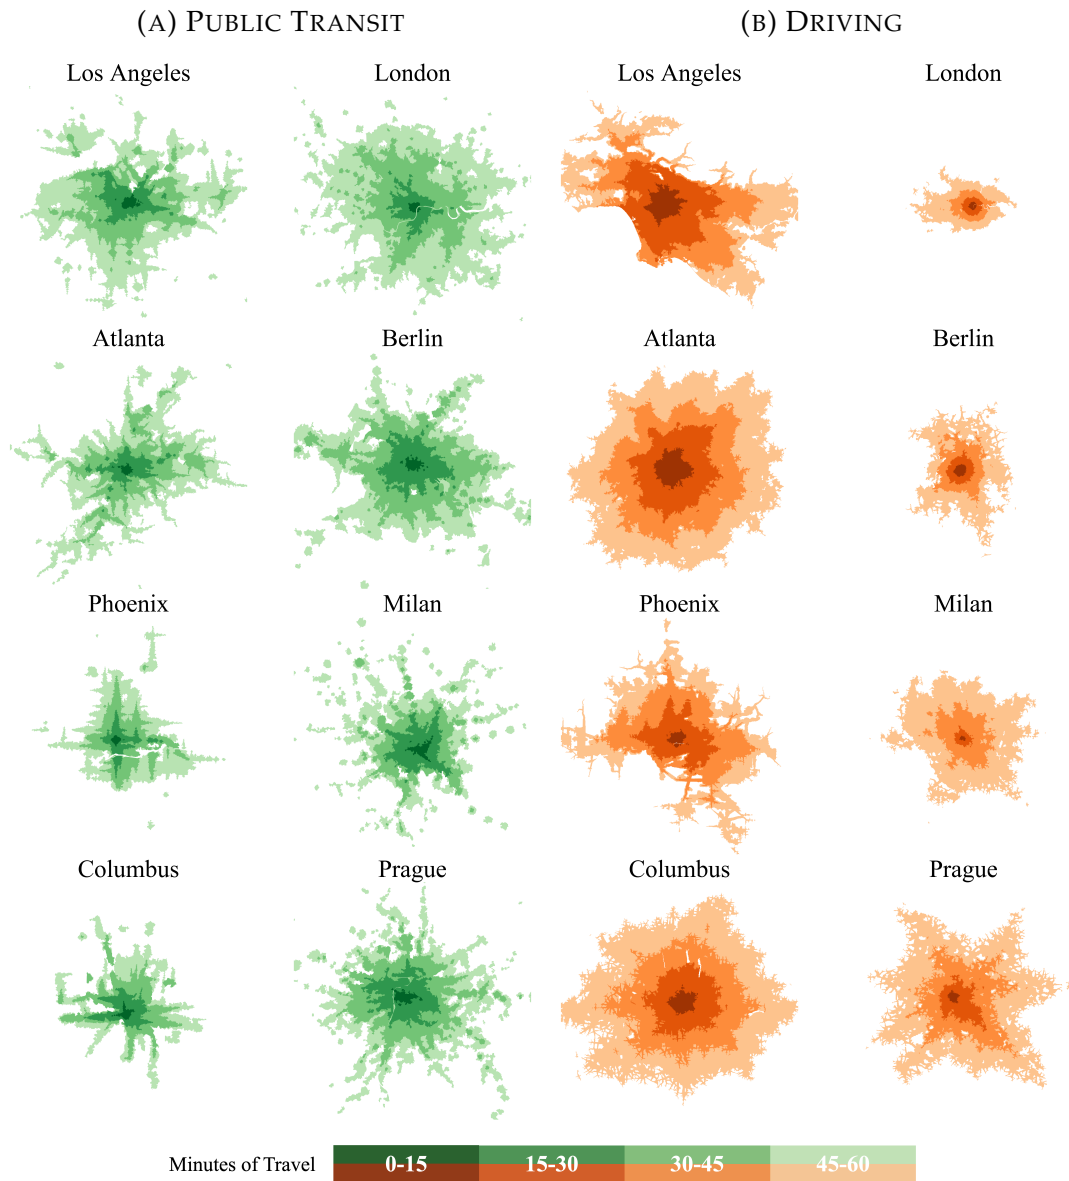 (A) PUBLIC TRANSIT
(B) DRIVING
Los Angeles
London
Los Angeles
London
Atlanta
Berlin
Atlanta
Berlin
Phoenix
Milan
Phoenix
Milan
Columbus
Prague
Columbus
Prague
Minutes of Travel
0-15
15-30
30-45
45-60